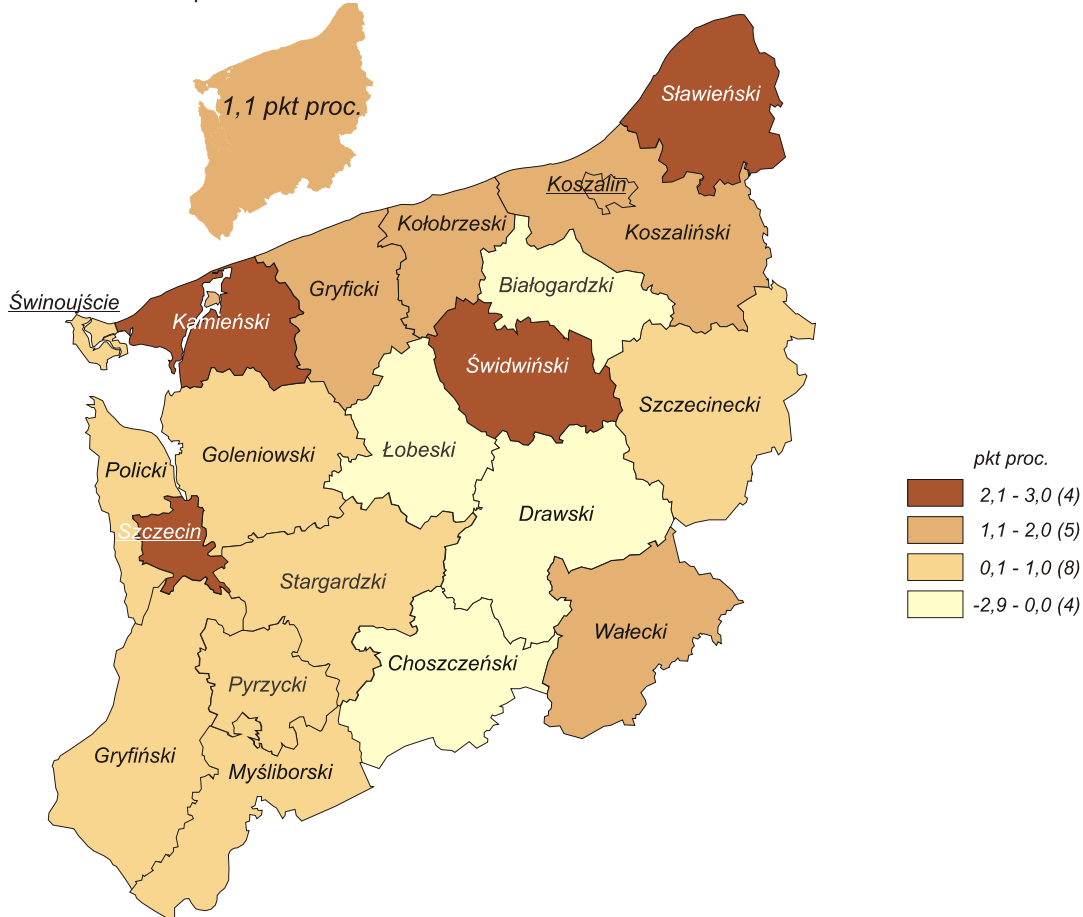 1,1 pkt proc.
Sławieński
Koszalin
Kołobrzeski
Koszaliński
Białogardzki
Gryficki
Świnoujście
Kamieński
Świdwiński
Szczecinecki
Łobeski
Goleniowski
Policki
Drawski
Szczecin
Stargardzki
Wałecki
Choszczeński
Pyrzycki
Gryfiński
Myśliborski
pkt proc.
2,1 - 3,0 (4)
1,1 - 2,0 (5)
0,1 - 1,0 (8)
-2,9 - 0,0 (4)